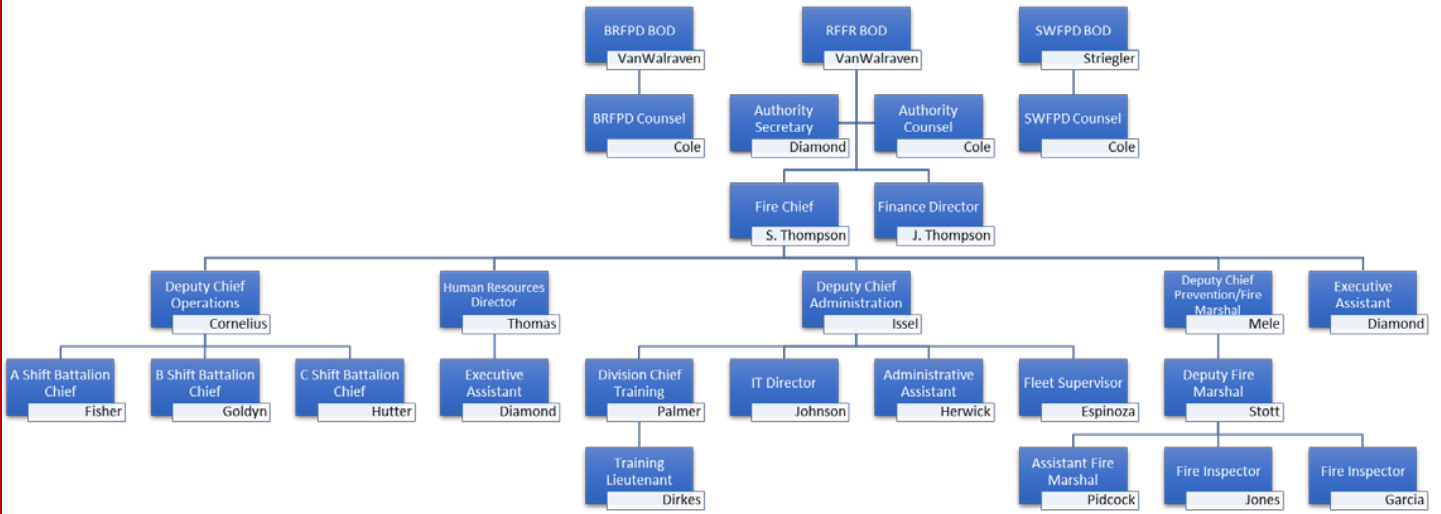 BRFPD BOD
VanWalraven
RFFR BOD
VanWalraven
SWFPD BOD
Striegler
BRFPD Counsel
Cole
Authority
Secretary
Diamond
Authority
Counsel
Cole
SWFPD Counsel
Cole
Fire Chief
S. Thompson
Finance Director
J. Thompson
Deputy Chief
Operations
Cornelius
Human Resources
Director
Thomas
Deputy Chief
Administration
Issel
Deputy Chief
Prevention/Fire
Marshal
Mele
Executive
Assistant
Diamond
A Shift Battalion
Chief
Fisher
B Shift Battalion
Chief
Goldyn
C Shift Battalion
Chief
Hutter
Executive
Assistant
Diamond
Division Chief
Training
Palmer
IT Director
Johnson
Administrative
Assistant
Herwick
Fleet Supervisor
Espinoza
Deputy Fire
Marshal
Stott
Training
Lieutenant
Dirkes
Assistant Fire
Marshal
Pidcock
Fire Inspector
Jones
Fire Inspector
Garcia